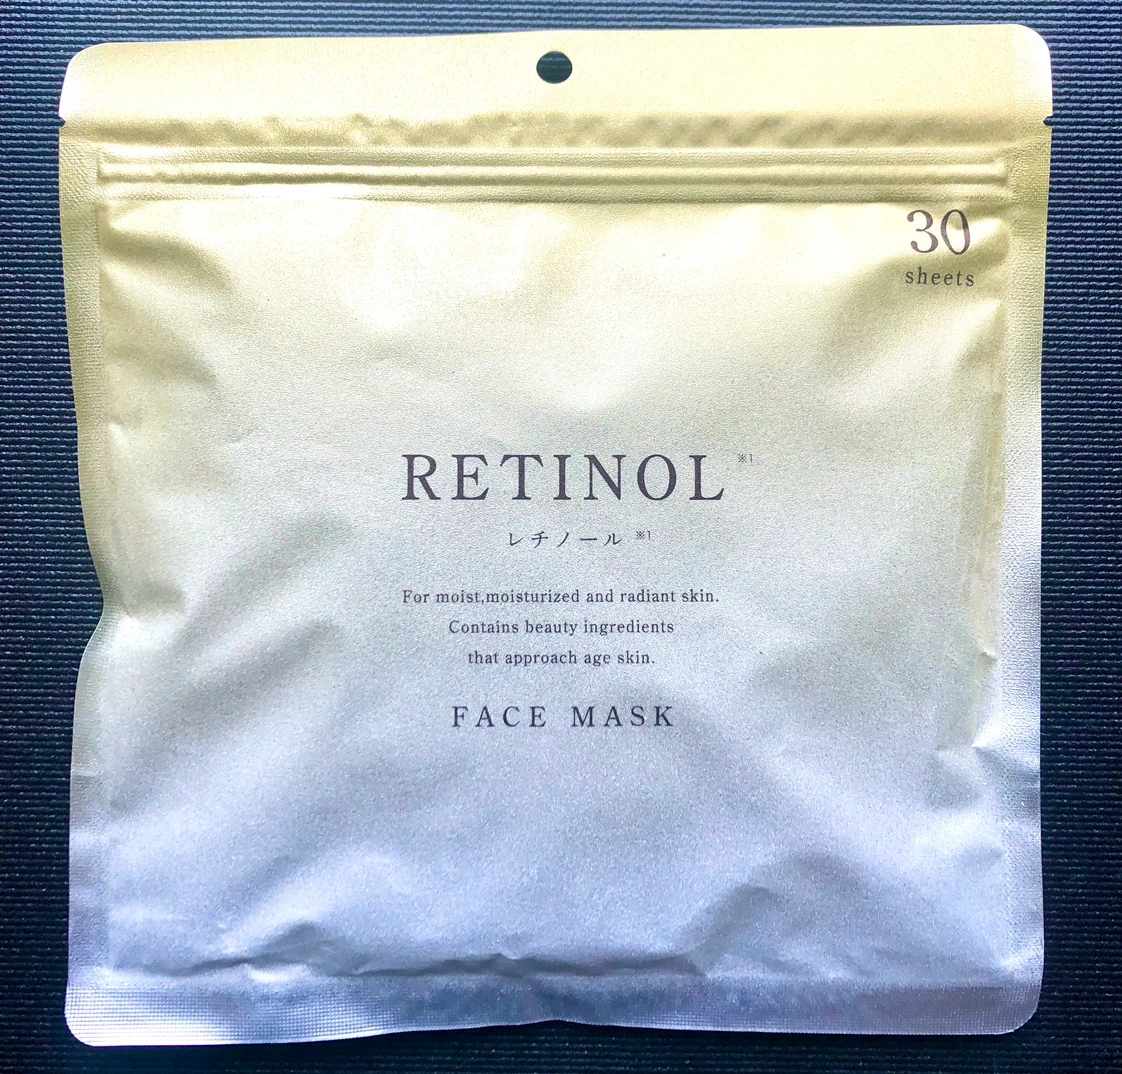 30
sheets
RETINOL ※1
レチノール ※1
For moist,moisturized and radiant skin.
Contains beauty ingredients
that approach age skin.
FACE MASK